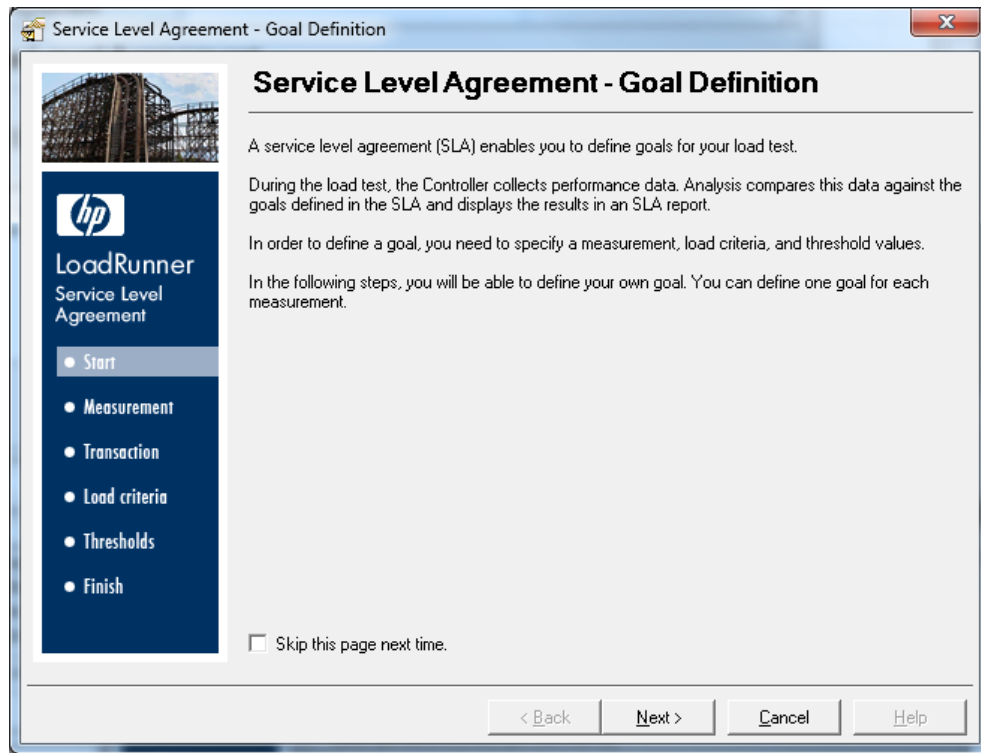 Service Level Agreement - Goal Definition
x
Service Level Agreement - Goal Definition
A service level agreement (SLA) enables you to define goals for your load test.
During the load test, the Controller collects performance data. Analysis compares this data against the
goals defined in the SLA and displays the results in an SLA report.
In order to define a goal, you need to specify a measurement, load criteria, and threshold values.
In the following steps, you will be able to define your own goal. You can define one goal for each
measurement.
hp
LoadRunner
Service Level
Agreement
Start
Measurement
Transaction
Load criteria
Thresholds
Finish
Skip this page next time.
< Back
Next >
Cancel
Help